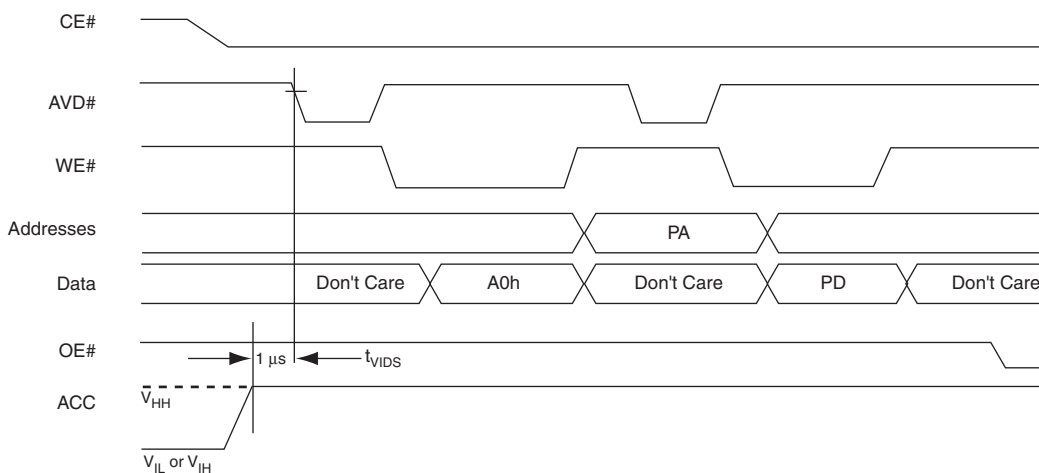 CE#
AVD#
WE#
Addresses
PA
Data
Don't Care
A0h
Don't Care
PD
Don't Care
OE#
1 μs
tVIDS
ACC
VHH
VIL or VIH